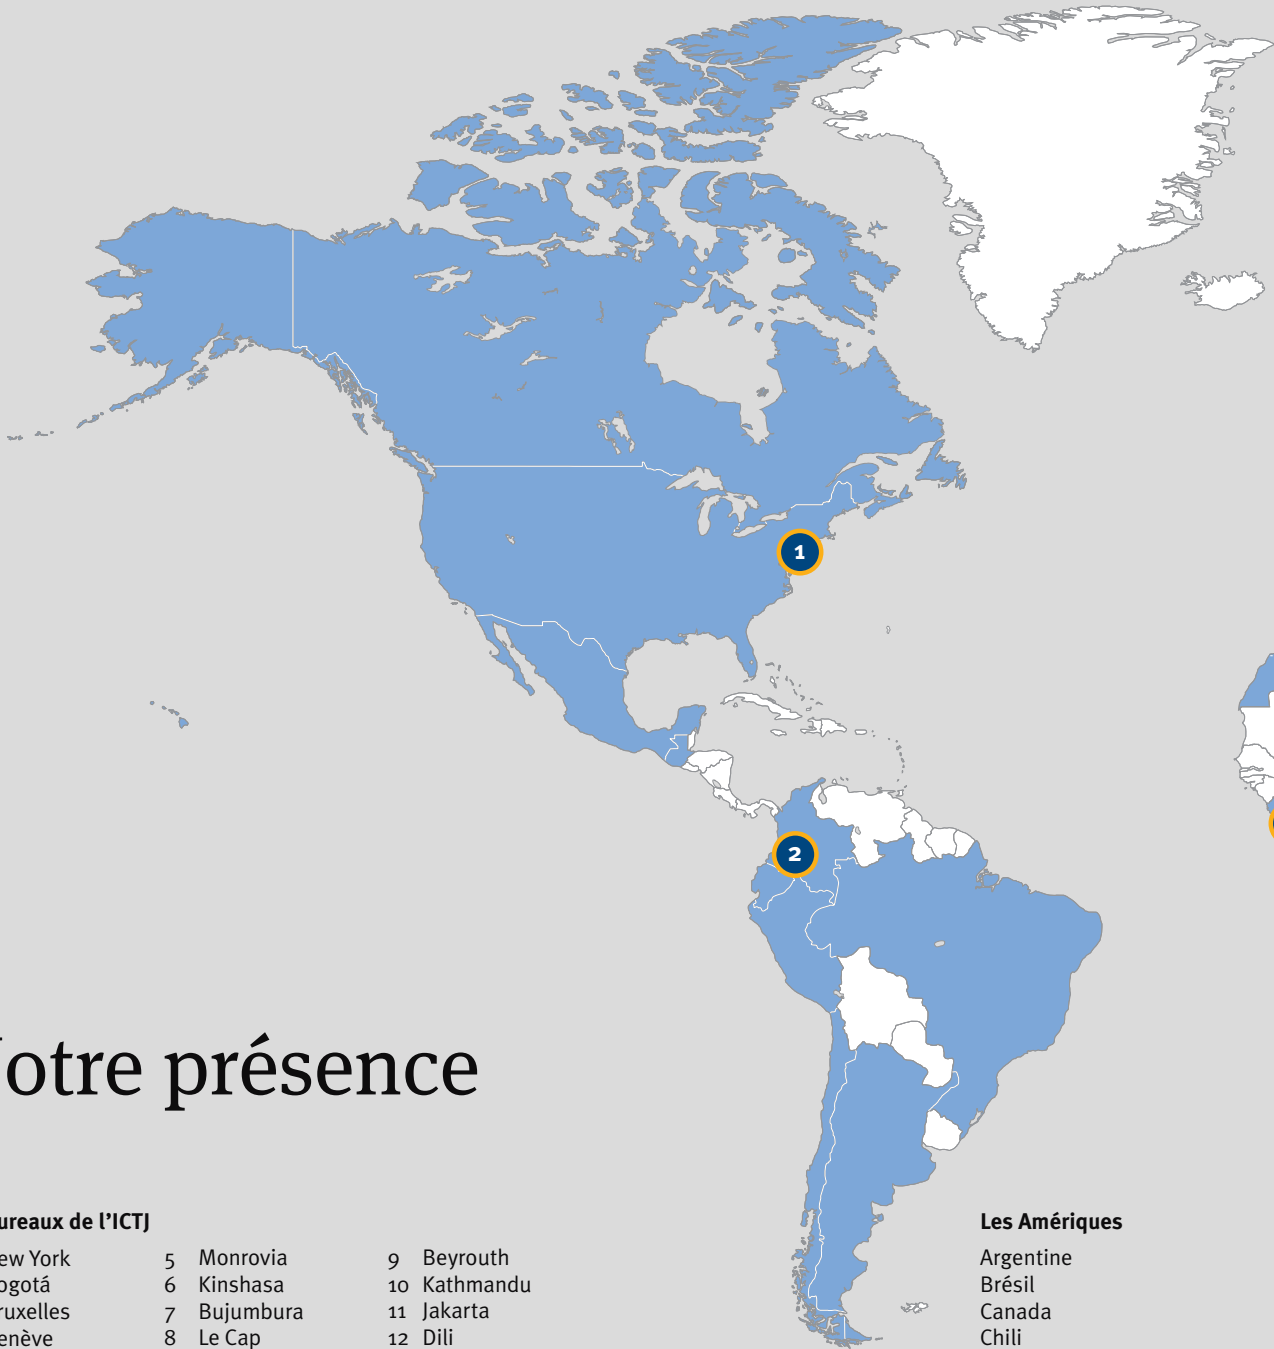 1
2
otre présence
ureaux de l’ICTJ
ew York
ogotá
ruxelles
enève
5 Monrovia
6 Kinshasa
7 Bujumbura
8 Le Cap
9 Beyrouth
10 Kathmandu
11 Jakarta
12 Dili
Les Amériques
Argentine
Brésil
Canada
Chili